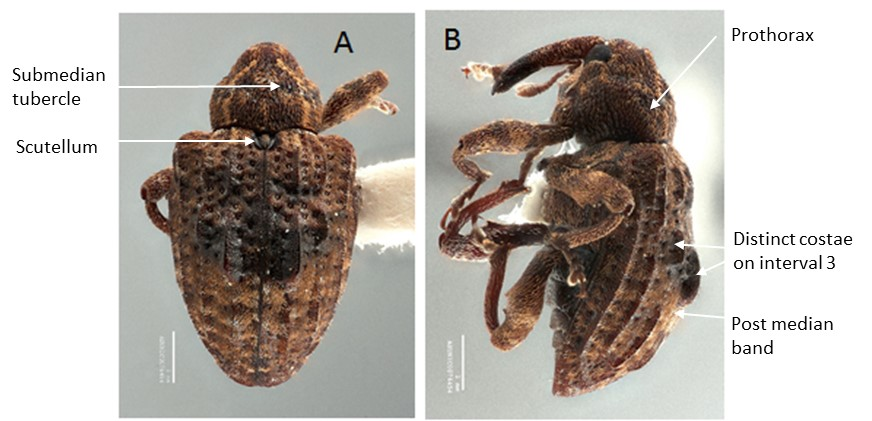 A
B
Prothorax
Submedian
tubercle
Scutellum
Distinct costae
on interval 3
Post median
band